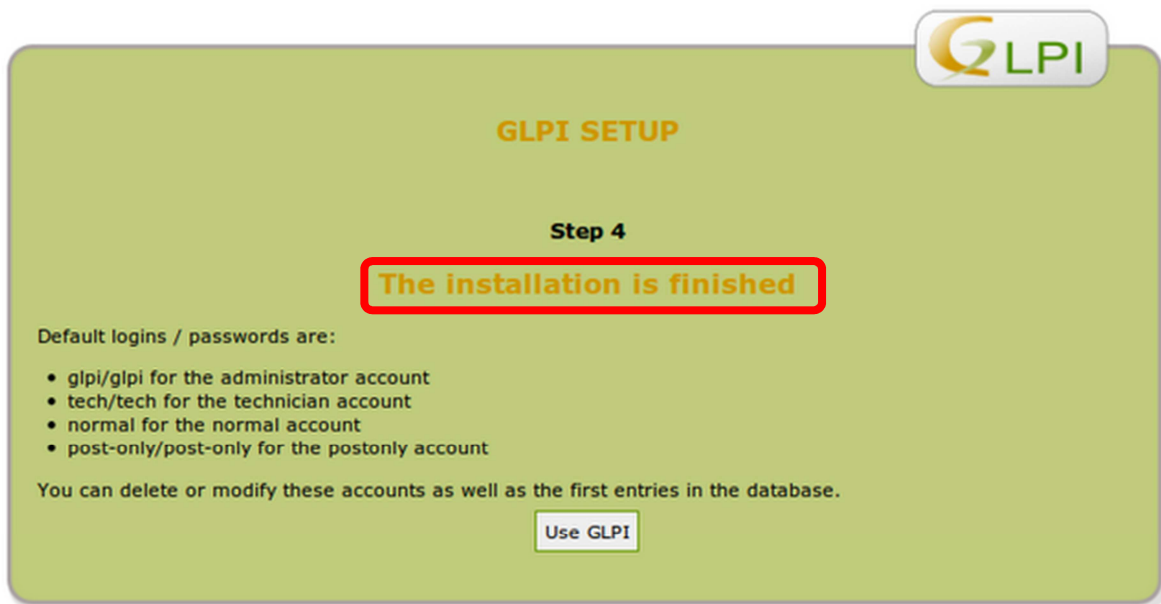 GLPI
GLPI SETUP
Step 4
The installation is finished
Default logins / passwords are:
• glpi/glpi for the administrator account
• tech/tech for the technician account
• normal for the normal account
• post-only/post-only for the postonly account
You can delete or modify these accounts as well as the first entries in the database.
Use GLPI